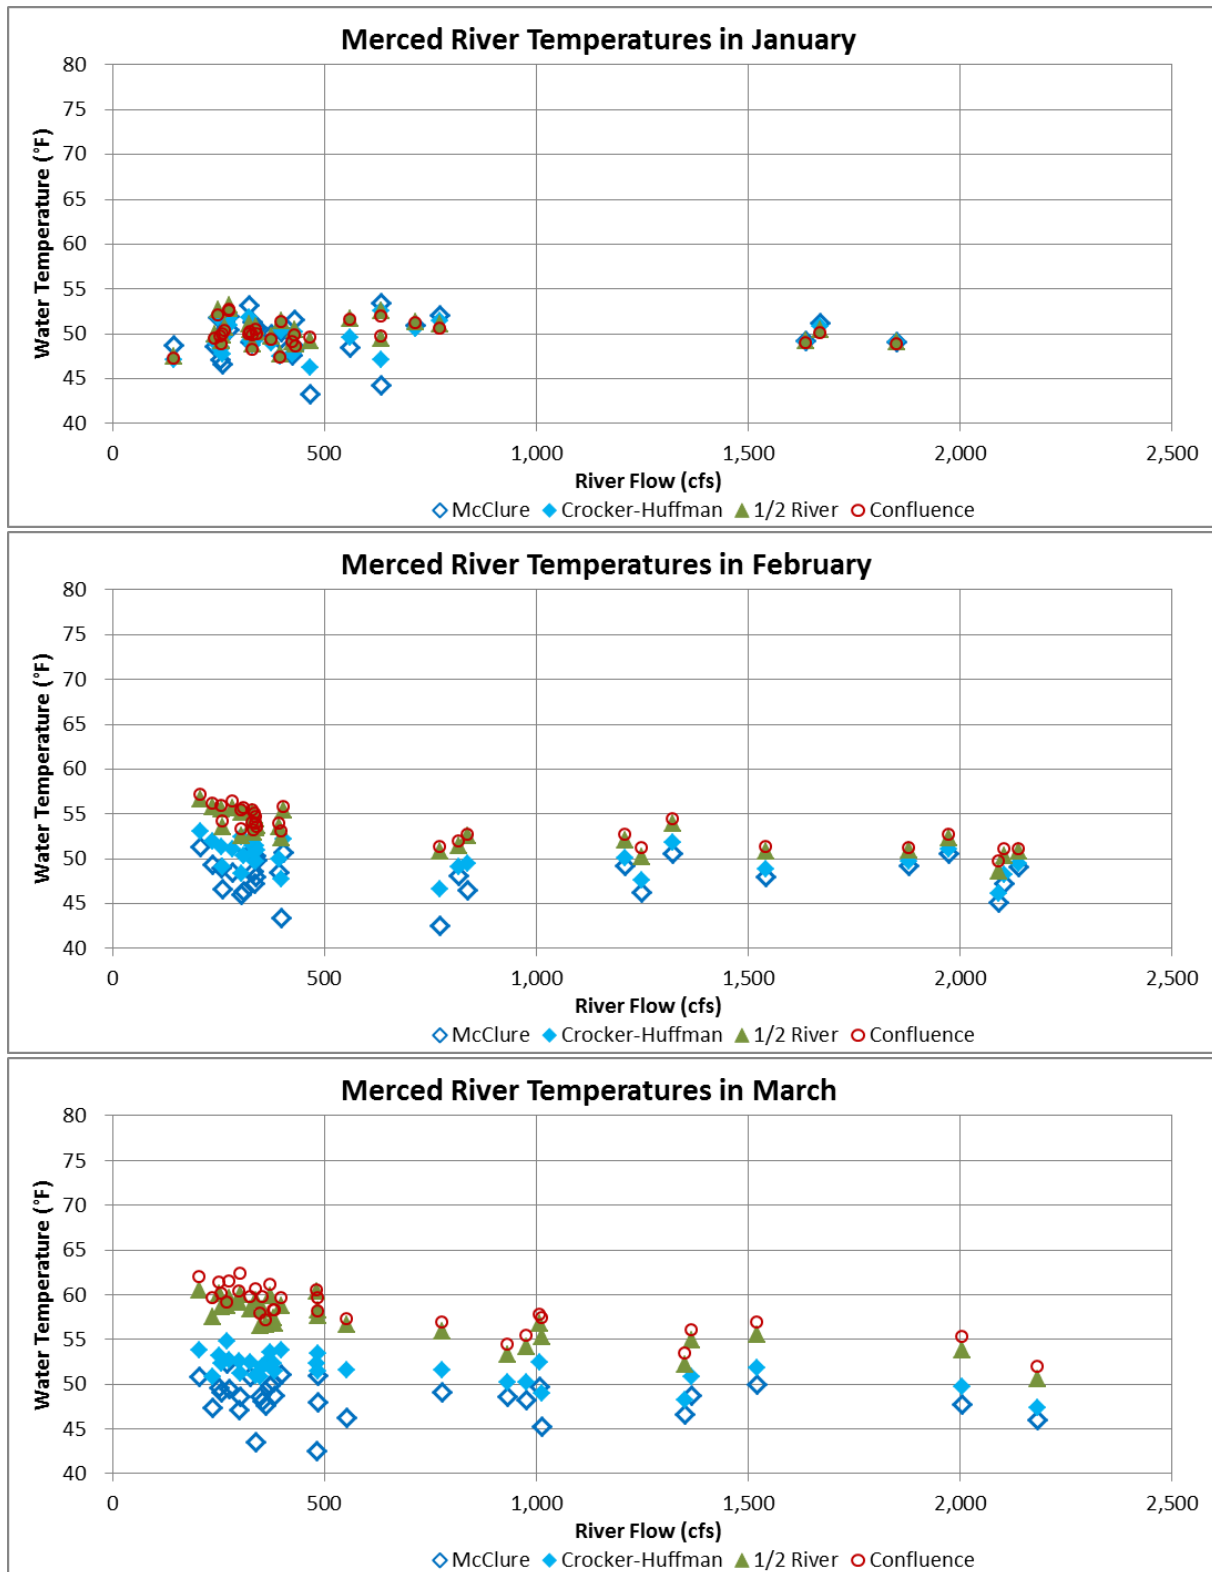 Merced River Temperatures in January
Water Temperature (°F)
80
75
70
65
60
55
50
45
40
0 500 1,000 1,500 2,000 2,500
River Flow (cfs)
McClure Crocker-Huffman 1/2 River Confluence
Merced River Temperatures in February
Water Temperature (°F)
80
75
70
65
60
55
50
45
40
0 500 1,000 1,500 2,000 2,500
River Flow (cfs)
McClure Crocker-Huffman 1/2 River Confluence
Merced River Temperatures in March
Water Temperature (°F)
80
75
70
65
60
55
50
45
40
0 500 1,000 1,500 2,000 2,500
River Flow (cfs)
McClure Crocker-Huffman 1/2 River Confluence